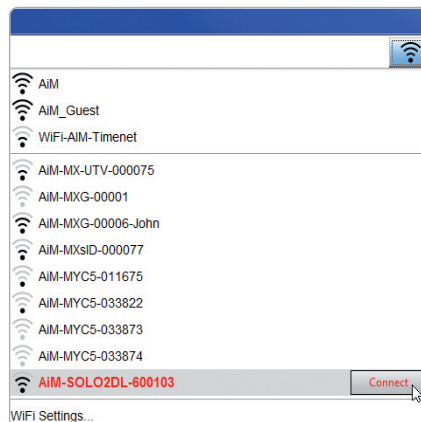 AiM
AiM_Guest
WiFi-AIM-Timenet
AiM-MX-UTV-000075
AiM-MXG-00001
AiM-MXG-00006-John
AiM-MXsID-000077
AiM-MYC5-011675
AiM-MYC5-033822
AiM-MYC5-033873
AiM-MYC5-033874
AiM-SOLO2DL-600103 Connect
WiFi Settings...